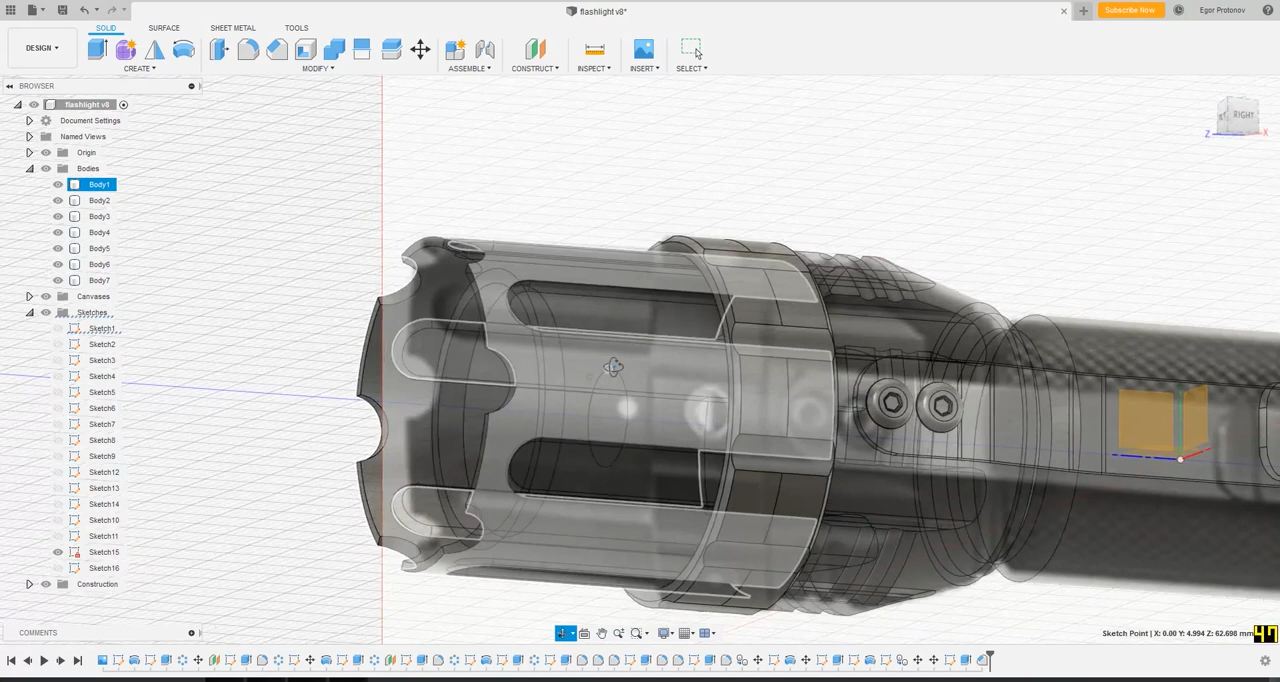 flashlight v8*
Subscribe Now
Egor Protonov
DESIGN
SOLID SURFACE SHEET METAL TOOLS
CREATE MODIFY ASSEMBLE CONSTRUCT INSPECT INSERT SELECT
BROWSER
flashlight v8
Document Settings
Named Views
Origin
Bodies
Body1
Body2
Body3
Body4
Body5
Body6
Body7
Canvases
Sketches
Sketch1
Sketch2
Sketch3
Sketch4
Sketch5
Sketch6
Sketch7
Sketch8
Sketch9
Sketch12
Sketch13
Sketch14
Sketch10
Sketch11
Sketch15
Sketch16
Construction
RIGHT
Z X
COMMENTS
Sketch Point | X: 0.00 Y: 4.994 Z: 62.698 mm
47